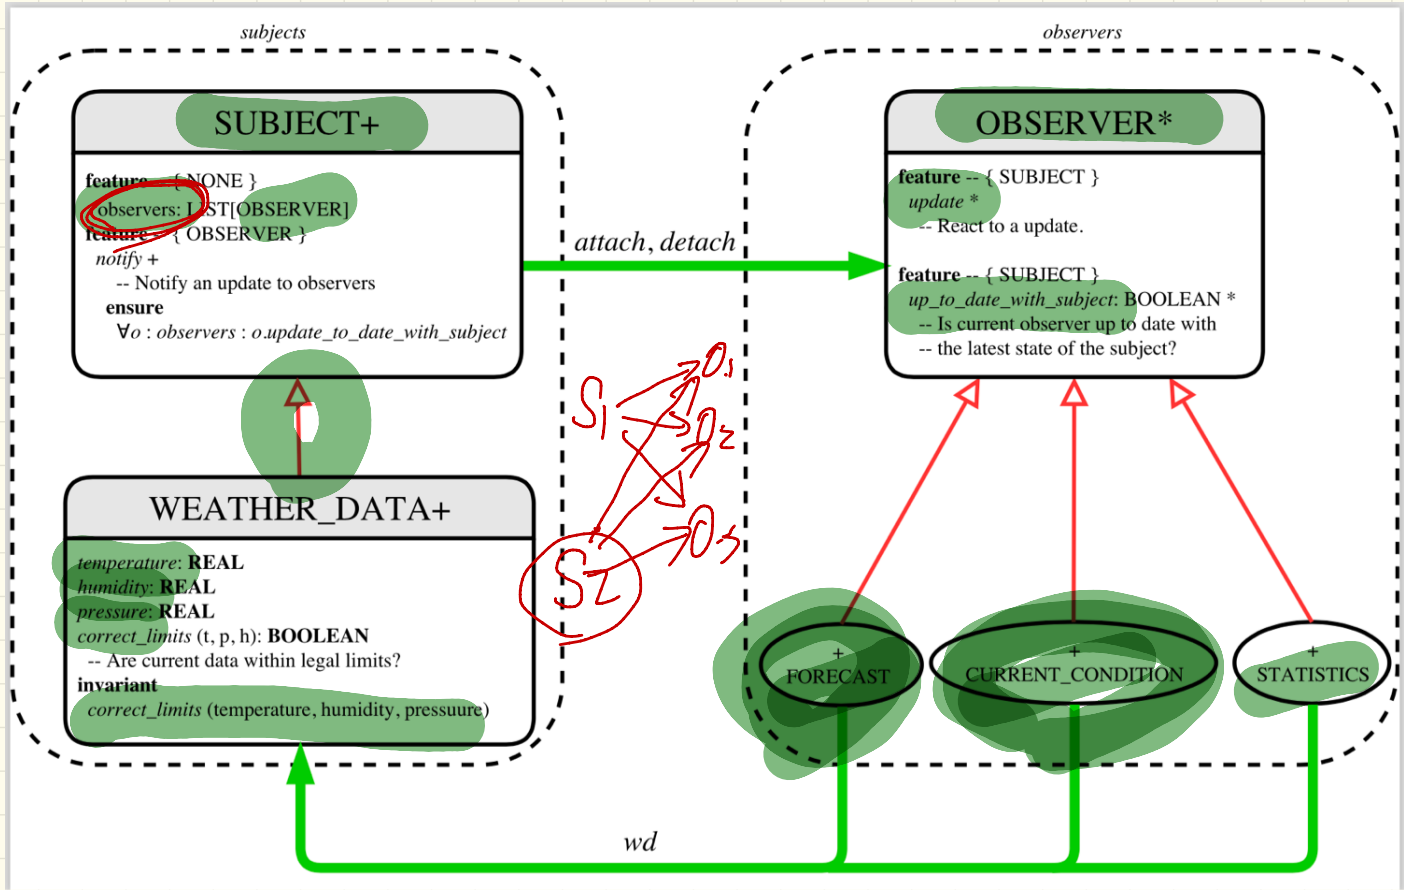 subjects
SUBJECT+
feature -- { NONE }
observers: LIST[OBSERVER]
feature -- { OBSERVER }
notify +
-- Notify an update to observers
ensure
∀o : observers : o.update_to_date_with_subject
WEATHER_DATA+
temperature: REAL
humidity: REAL
pressure: REAL
correct_limits (t, p, h): BOOLEAN
-- Are current data within legal limits?
invariant
correct_limits (temperature, humidity, pressuure)
attach, detach
S1
S2
O1
O2
O3
observers
OBSERVER*
feature -- { SUBJECT }
update *
-- React to a update.
feature -- { SUBJECT }
up_to_date_with_subject: BOOLEAN *
-- Is current observer up to date with
-- the latest state of the subject?
+
FORECAST
+
CURRENT_CONDITION
+
STATISTICS
wd